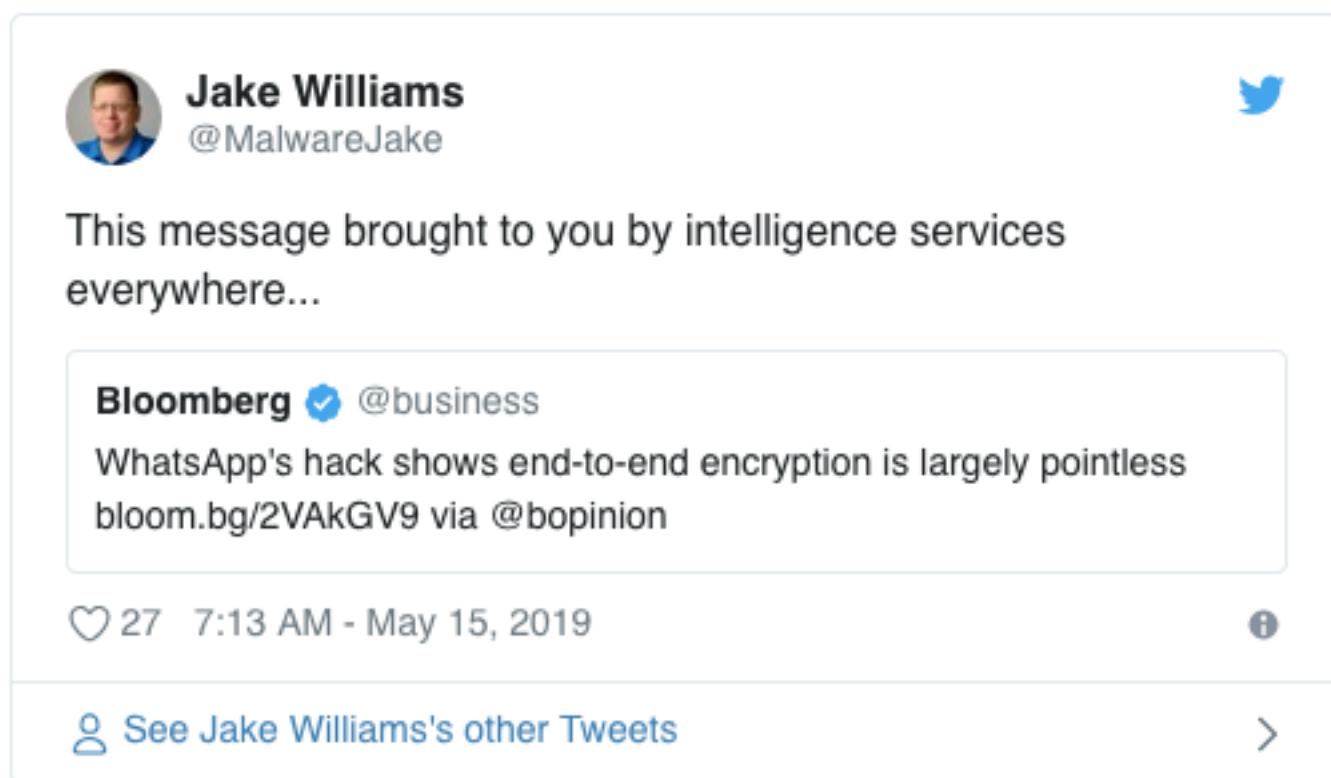 Jake Williams
@MalwareJake
This message brought to you by intelligence services
everywhere...
Bloomberg @business
WhatsApp's hack shows end-to-end encryption is largely pointless
bloom.bg/2VAkGV9 via @bopinion
27 7:13 AM - May 15, 2019
See Jake Williams's other Tweets